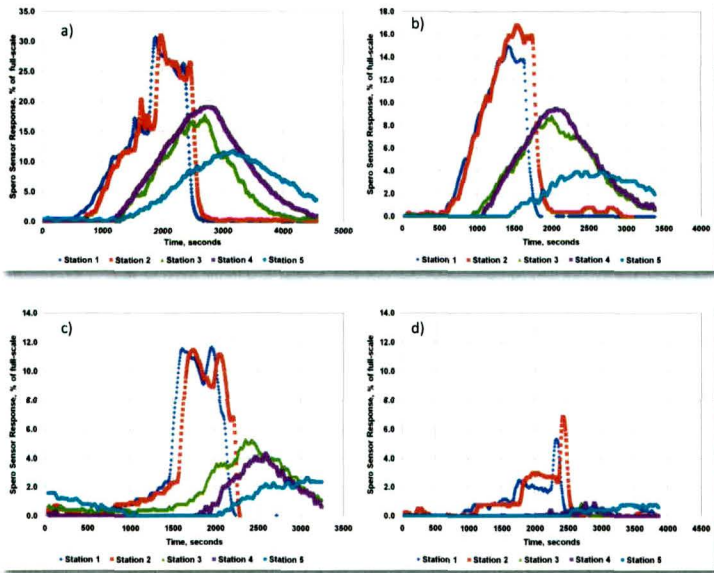 a)
Spero Sensor Response, % of full-scale
35.0
30.0
25.0
20.0
15.0
10.0
5.0
0.0
0 1000 2000 3000 4000 5000
Time, seconds
Station 1 Station 2 Station 3 Station 4 Station 5
b)
Spero Sensor Response, % of full-scale
18.0
16.0
14.0
12.0
10.0
8.0
6.0
4.0
2.0
0.0
0 500 1000 1500 2000 2500 3000 3500 4000
Time, seconds
Station 1 Station 2 Station 3 Station 4 Station 5
c)
Spero Sensor Response, % of full-scale
14.0
12.0
10.0
8.0
6.0
4.0
2.0
0.0
0 500 1000 1500 2000 2500 3000 3500
Time, seconds
Station 1 Station 2 Station 3 Station 4 Station 5
d)
Spero Sensor Response, % of full-scale
14.0
12.0
10.0
8.0
6.0
4.0
2.0
0.0
0 500 1000 1500 2000 2500 3000 3500 4000 4500
Time, seconds
Station 1 Station 2 Station 3 Station 4 Station 5